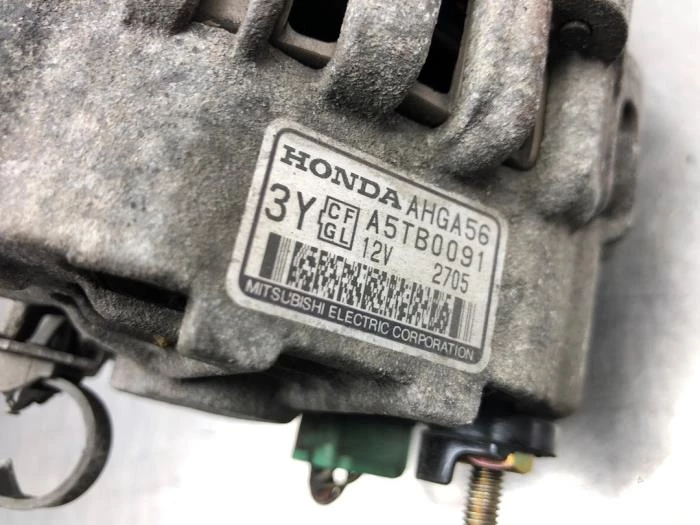 HONDA AHGA56
3Y CF GL A5TB0091
12V 2705
MITSUBISHI ELECTRIC CORPORATION